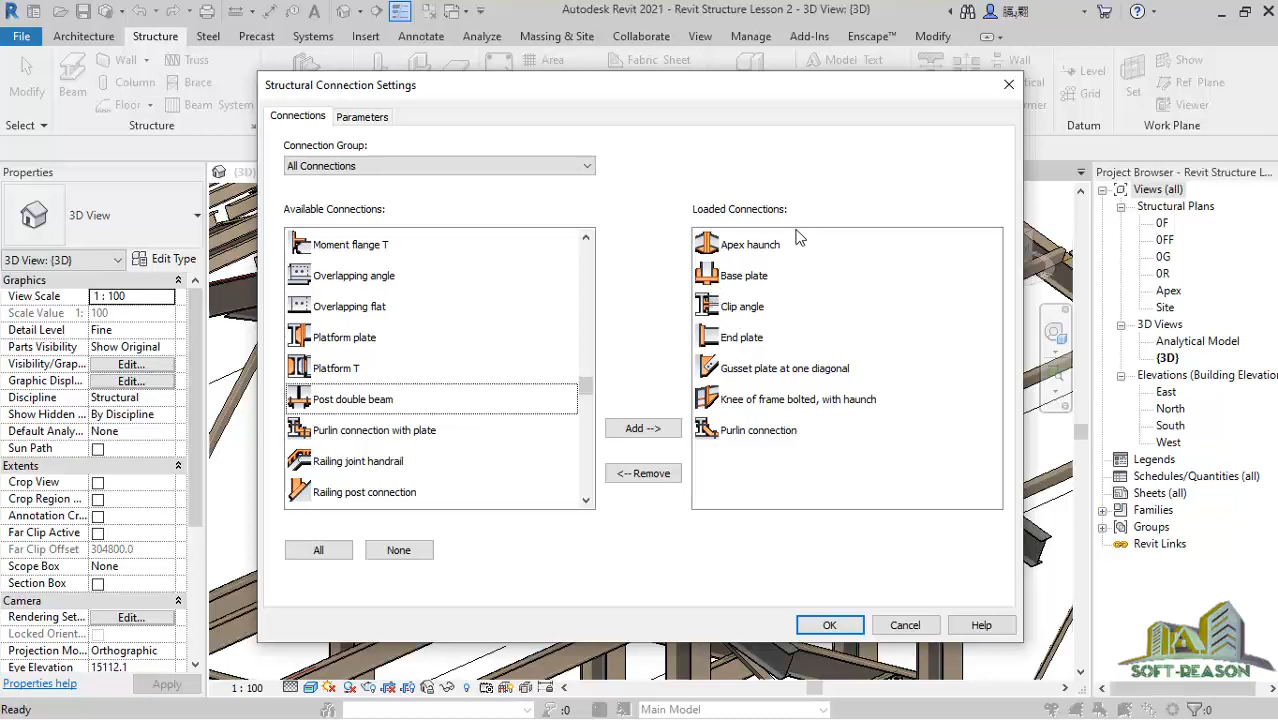 Autodesk Revit 2021 - Revit Structure Lesson 2 - 3D View: {3D}
File
Architecture
Structure
Steel
Precast
Systems
Insert
Annotate
Analyze
Massing & Site
Collaborate
View
Manage
Add-Ins
Enscape™
Modify
Modify
Beam
Wall
Column
Floor
Truss
Brace
Beam System
Area
Fabric Sheet
Model Text
Wall
Level
Grid
Set
Show
Ref Plane
Viewer
Select
Structure
Datum
Work Plane
Properties
3D View
3D View: {3D}
Edit Type
Graphics
View Scale 1 : 100
Scale Value 1: 100
Detail Level Fine
Parts Visibility Show Original
Visibility/Grap... Edit...
Graphic Displ... Edit...
Discipline Structural
Show Hidden By Discipline
Default Analy... None
Sun Path
Extents
Crop View
Crop Region
Annotation Cr...
Far Clip Active
Far Clip Offset 304800.0
Scope Box None
Section Box
Camera
Rendering Set... Edit...
Locked Orient...
Projection Mo... Orthographic
Eye Elevation 15112.1
Properties help
Apply
{3D}
Structural Connection Settings
Connections
Parameters
Connection Group:
All Connections
Available Connections:
Moment flange T
Overlapping angle
Overlapping flat
Platform plate
Platform T
Post double beam
Purlin connection with plate
Railing joint handrail
Railing post connection
Add -->
<-- Remove
Loaded Connections:
Apex haunch
Base plate
Clip angle
End plate
Gusset plate at one diagonal
Knee of frame bolted, with haunch
Purlin connection
All
None
OK
Cancel
Help
Project Browser - Revit Structure L...
Views (all)
Structural Plans
0F
0FF
0G
0R
Apex
Site
3D Views
Analytical Model
{3D}
Elevations (Building Elevation
East
North
South
West
Legends
Schedules/Quantities (all)
Sheets (all)
Families
Groups
Revit Links
SOFT-REASON
1 : 100
Ready
:0
Main Model
:0